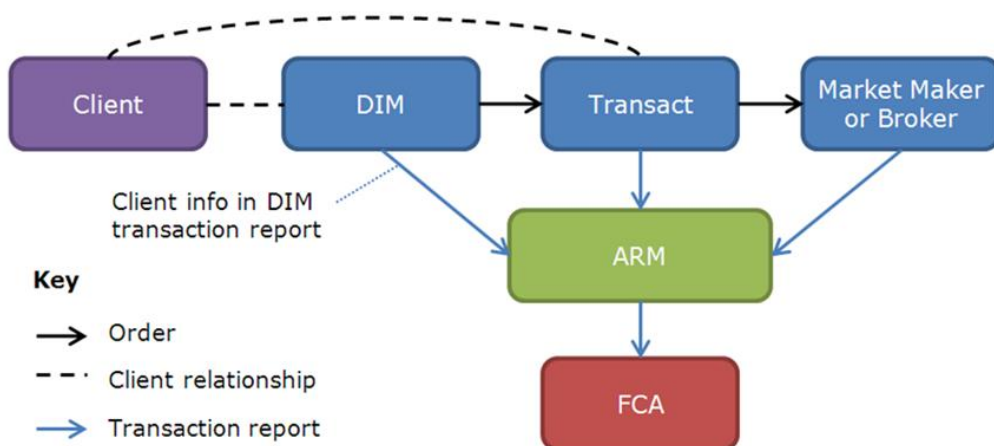 Client
DIM
Transact
Market Maker
or Broker
Client info in DIM
transaction report
ARM
Key
Order
Client relationship
FCA
Transaction report